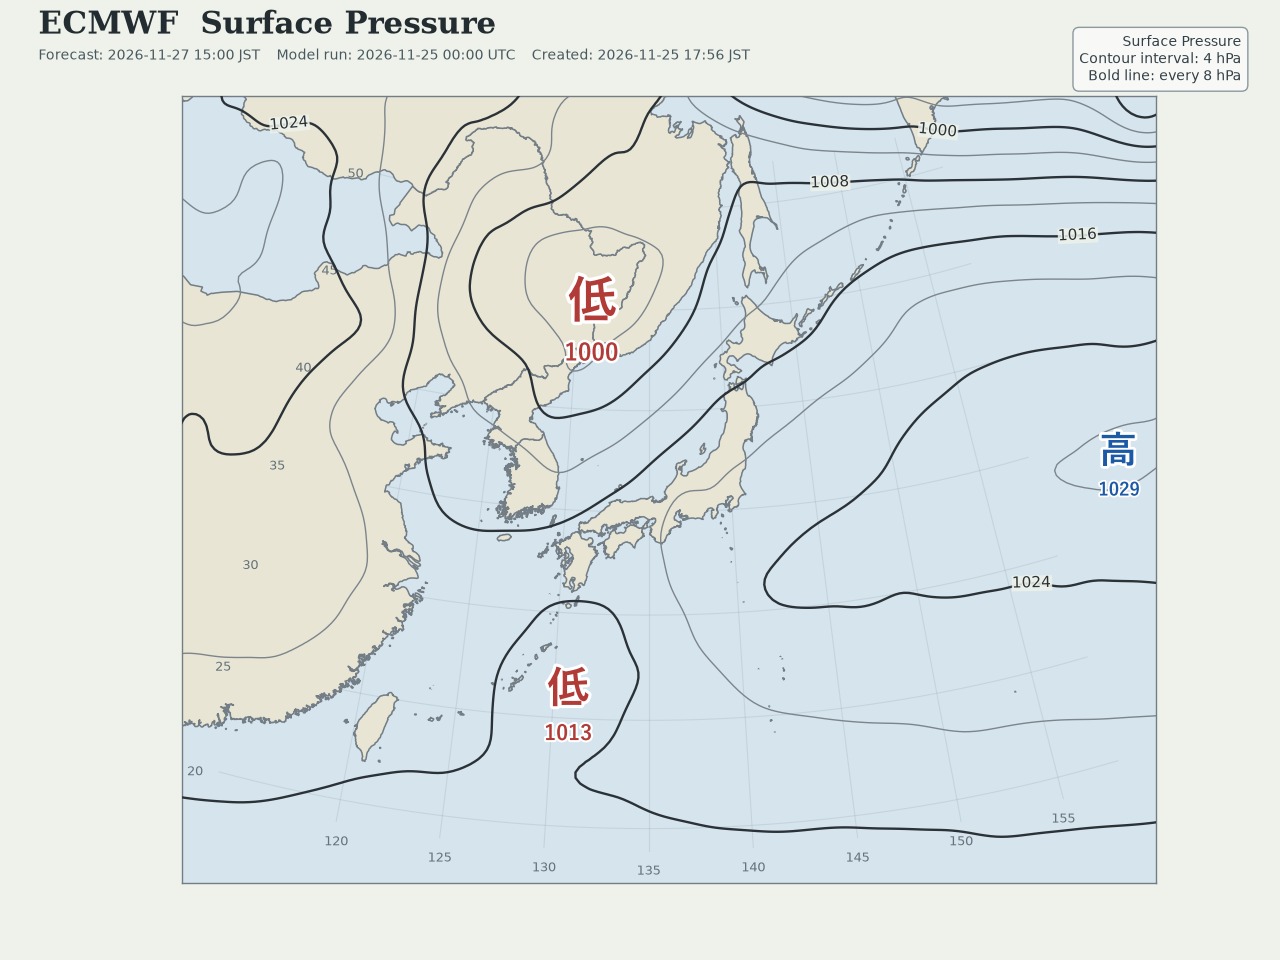 ECMWF  Surface Pressure
Forecast: 2026-11-27 15:00 JST    Model run: 2026-11-25 00:00 UTC    Created: 2026-11-25 17:56 JST
Surface Pressure
Contour interval: 4 hPa
Bold line: every 8 hPa
1024
1000
50
1008
1016
45
低
1000
40
高
35
1029
30
1024
25
低
1013
20
155
120
150
125
145
130
140
135